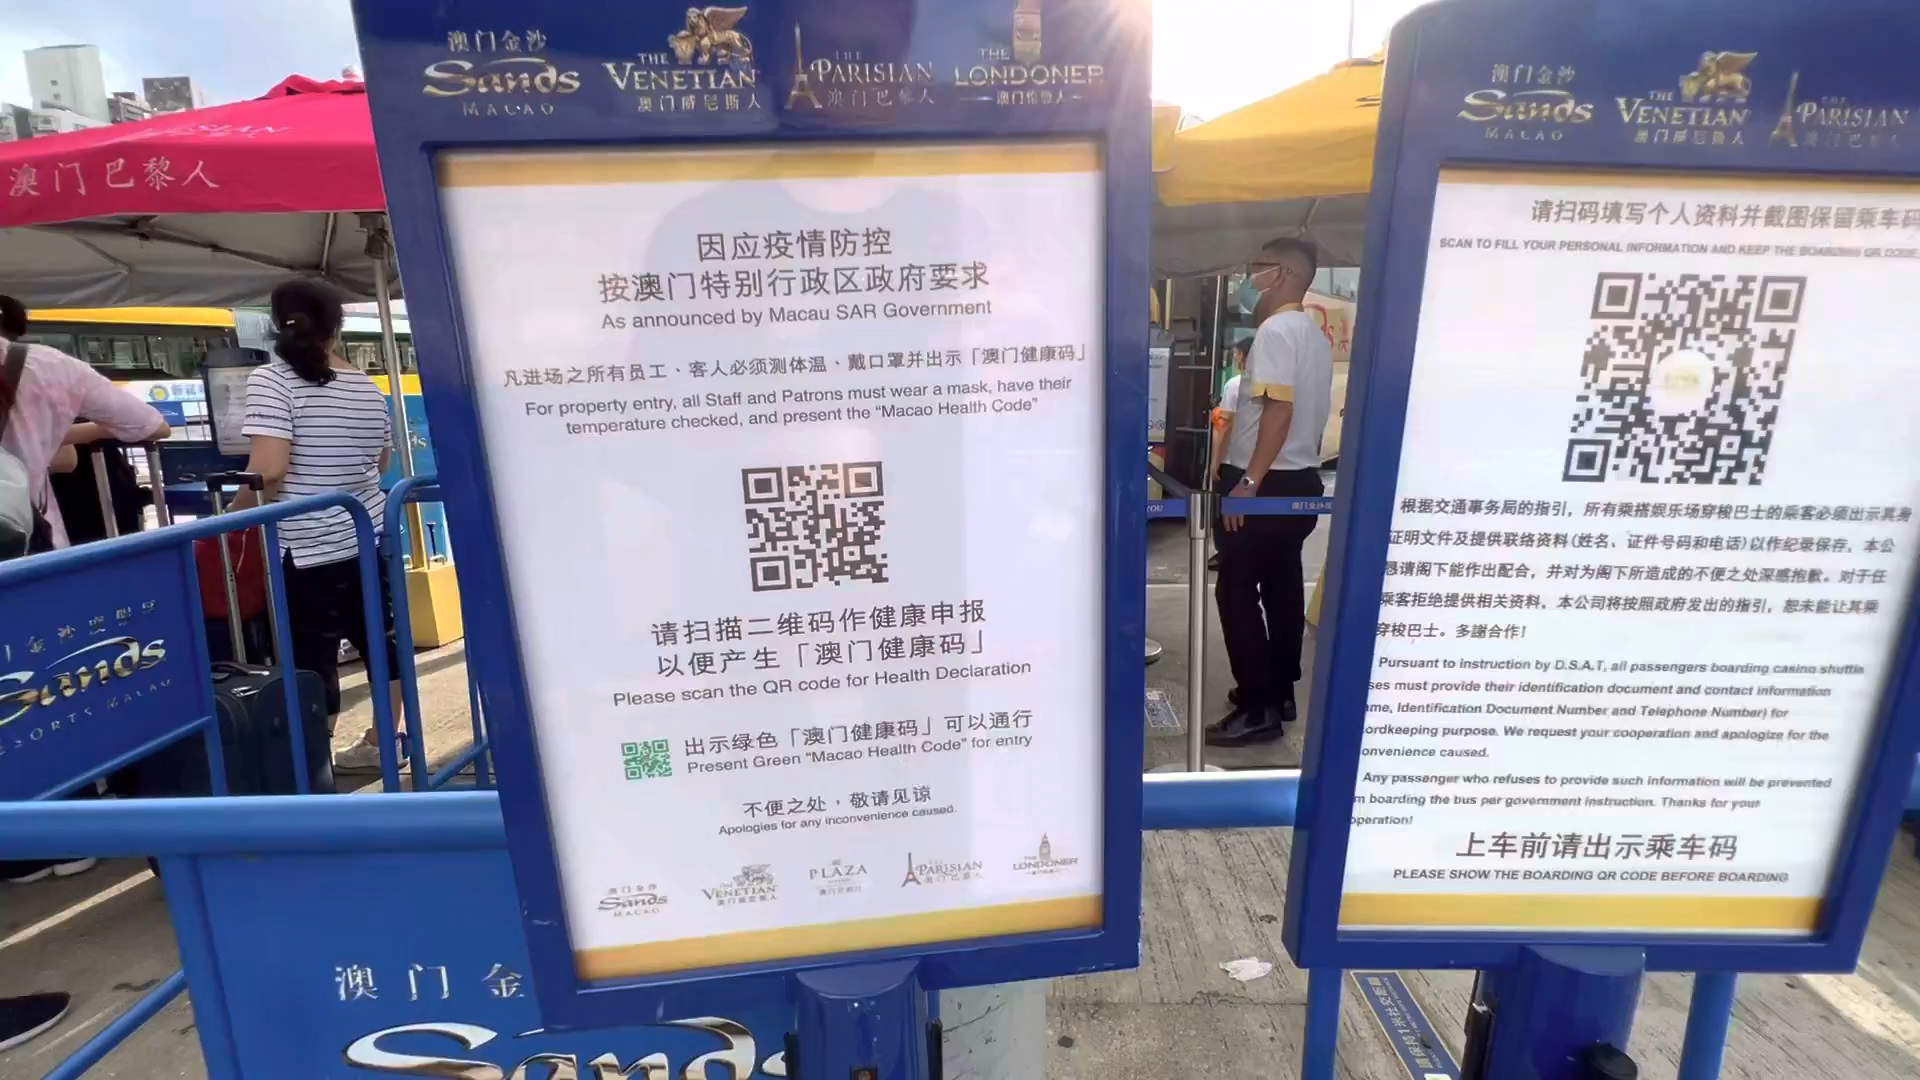 澳门金沙
Sands
MACAO
THE
VENETIAN
澳门威尼斯人
THE
PARISIAN
澳门巴黎人
THE
LONDONER
澳门伦敦人
因应疫情防控
按澳门特别行政区政府要求
As announced by Macau SAR Government
凡进场之所有员工、客人必须测体温、戴口罩并出示「澳门健康码」
For property entry, all Staff and Patrons must wear a mask, have their
temperature checked, and present the “Macao Health Code”
请扫描二维码作健康申报
以便产生「澳门健康码」
Please scan the QR code for Health Declaration
出示绿色「澳门健康码」可以通行
Present Green “Macao Health Code” for entry
不便之处，敬请见谅
Apologies for any inconvenience caused.
澳门金沙
Sands
MACAO
THE
VENETIAN
澳门威尼斯人
PLAZA
PARISIAN
澳门巴黎人
LONDONER
澳门金沙
Sands
MACAO
THE
VENETIAN
澳门威尼斯人
THE
PARISIAN
澳门巴黎人
请扫码填写个人资料并截图保留乘车码
SCAN TO FILL YOUR PERSONAL INFORMATION AND KEEP THE BOARDING QR CODE
根据交通事务局的指引，所有乘搭娱乐场穿梭巴士的乘客必须出示其身
证明文件及提供联络资料(姓名、证件号码和电话)以作纪录保存。本公
恳请阁下能作出配合，并对为阁下所造成的不便之处深感抱歉。对于任
乘客拒绝提供相关资料，本公司将按照政府发出的指引，恕未能让其乘
穿梭巴士。多謝合作！
Pursuant to instruction by D.S.A.T, all passengers boarding casino shuttle
ses must provide their identification document and contact information
me, Identification Document Number and Telephone Number) for
ordkeeping purpose. We request your cooperation and apologize for the
onvenience caused.
Any passenger who refuses to provide such information will be prevented
m boarding the bus per government instruction. Thanks for your
operation!
上车前请出示乘车码
PLEASE SHOW THE BOARDING QR CODE BEFORE BOARDING
澳门巴黎人
Sands
澳门金
Sands